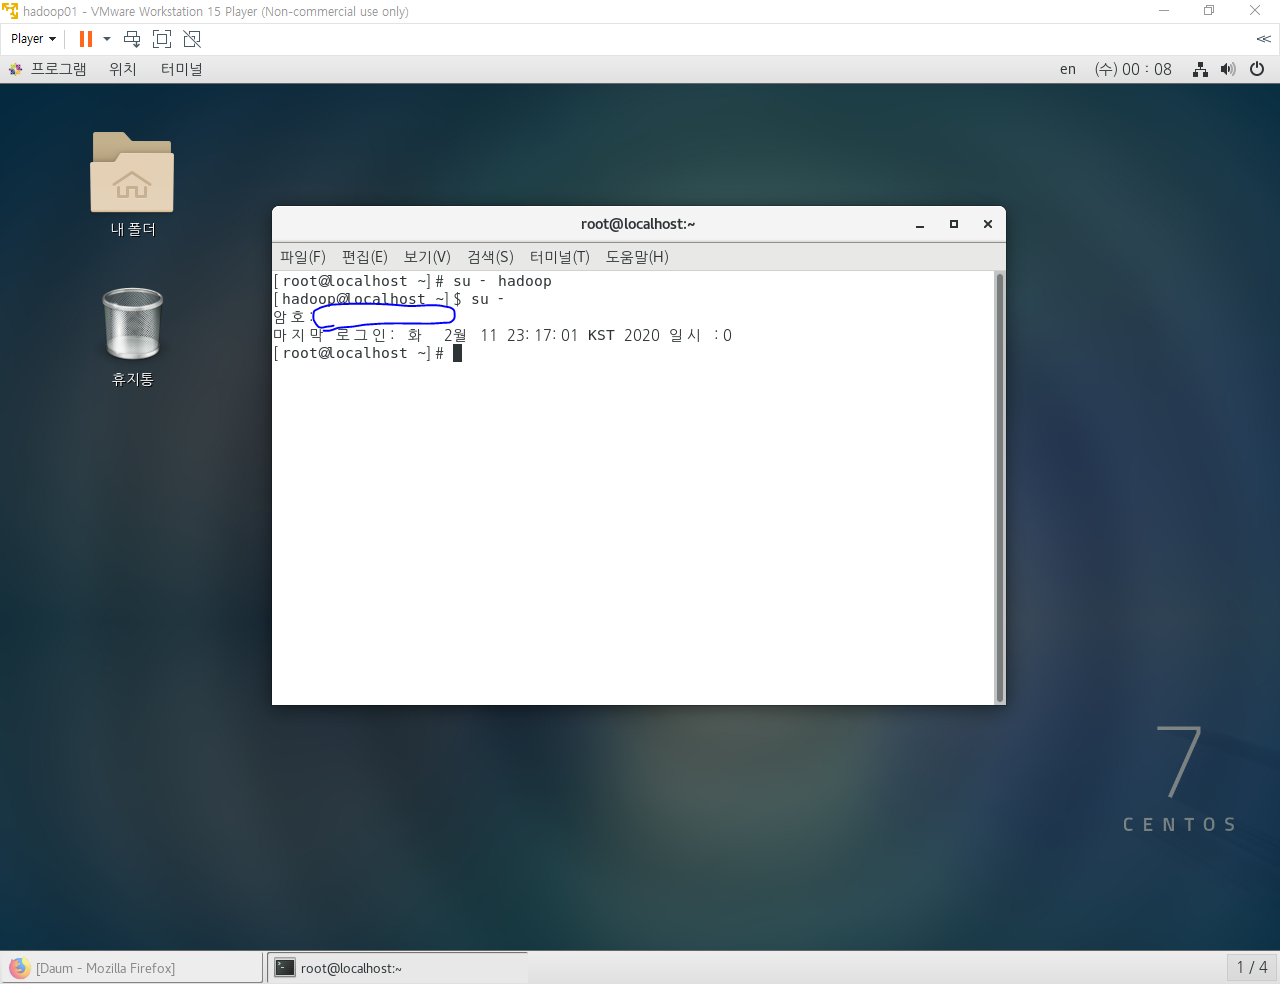 hadoop01 - VMware Workstation 15 Player (Non-commercial use only)
Player
프로그램 위치 터미널 en (수) 00 : 08
내 폴더
휴지통
root@localhost:~
파일(F) 편집(E) 보기(V) 검색(S) 터미널(T) 도움말(H)
[root@localhost ~]# su - hadoop
[hadoop@localhost ~]$ su -
암호:
마지막 로그인: 화 2월 11 23:17:01 KST 2020 일시 :0
[root@localhost ~]#
7
CENTOS
[Daum - Mozilla Firefox] root@localhost:~ 1 / 4